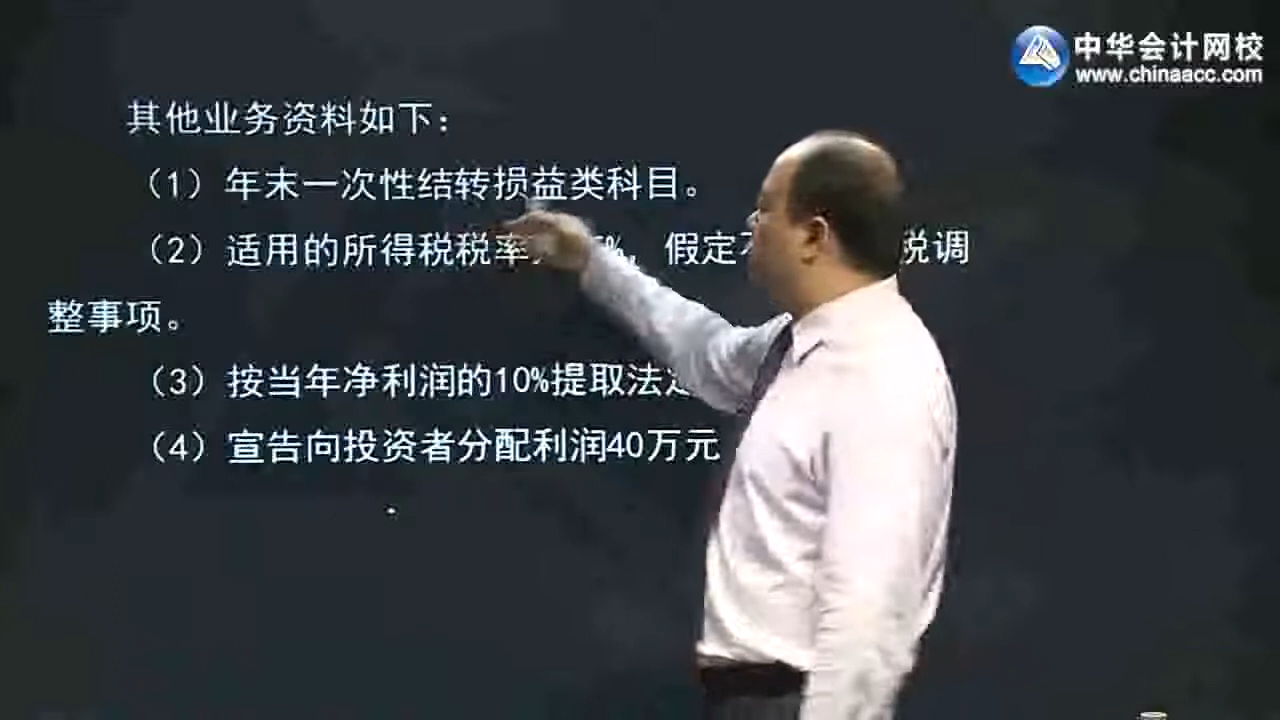 中华会计网校
www.chinaacc.com
其他业务资料如下：
（1）年末一次性结转损益类科目。
（2）适用的所得税税率 %，假定 税调
整事项。
（3）按当年净利润的10%提取法定
（4）宣告向投资者分配利润40万元